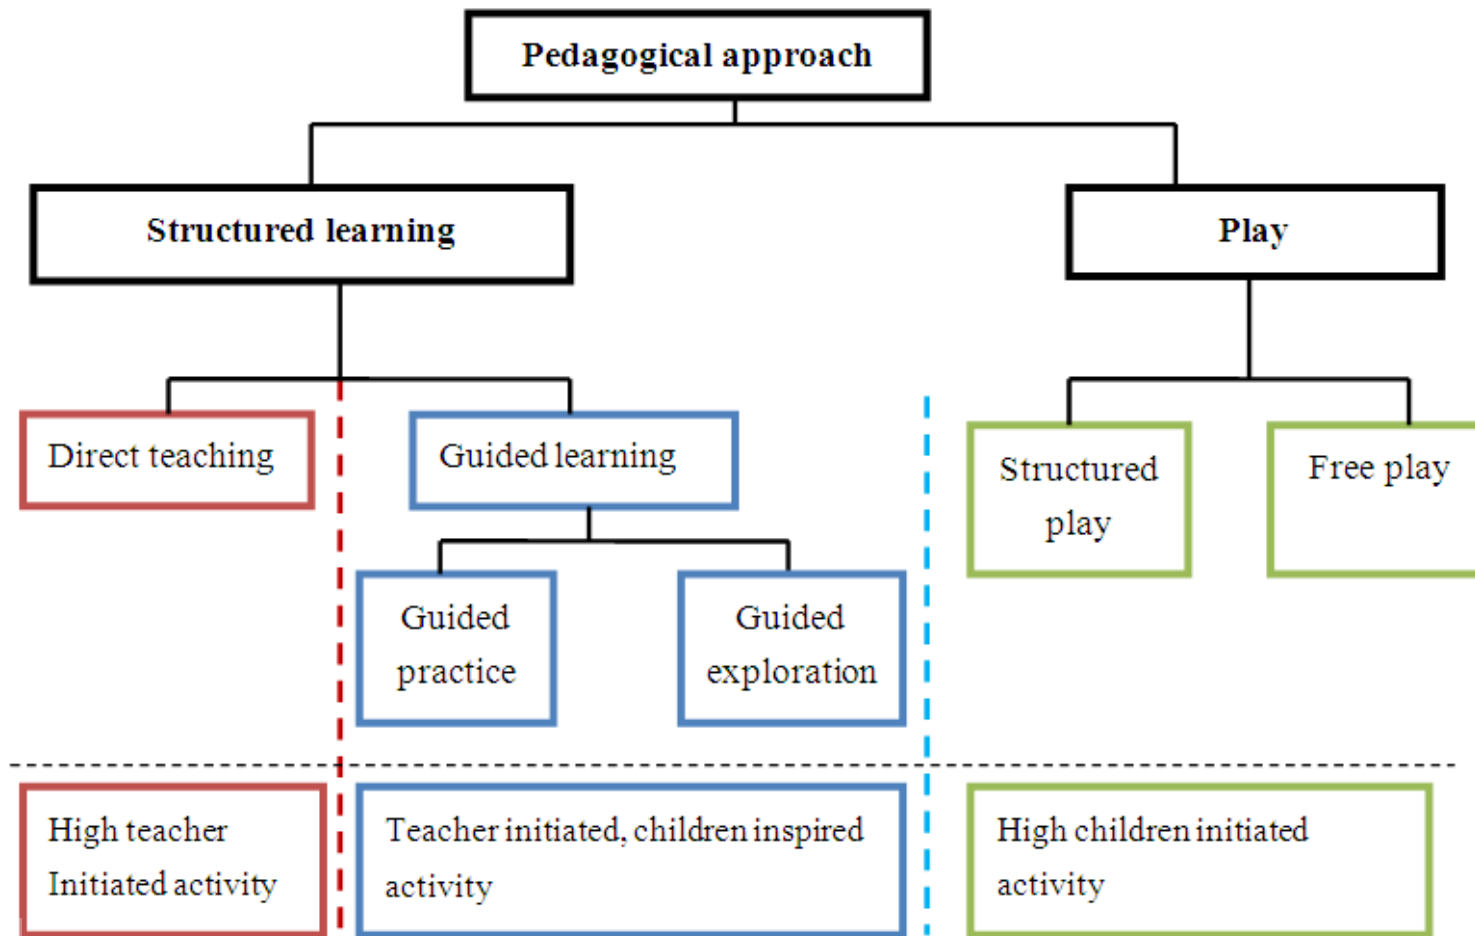 Pedagogical approach
Structured learning
Play
Direct teaching
Guided learning
Structured
play
Free play
Guided
practice
Guided
exploration
High teacher
Initiated activity
Teacher initiated, children inspired
activity
High children initiated
activity